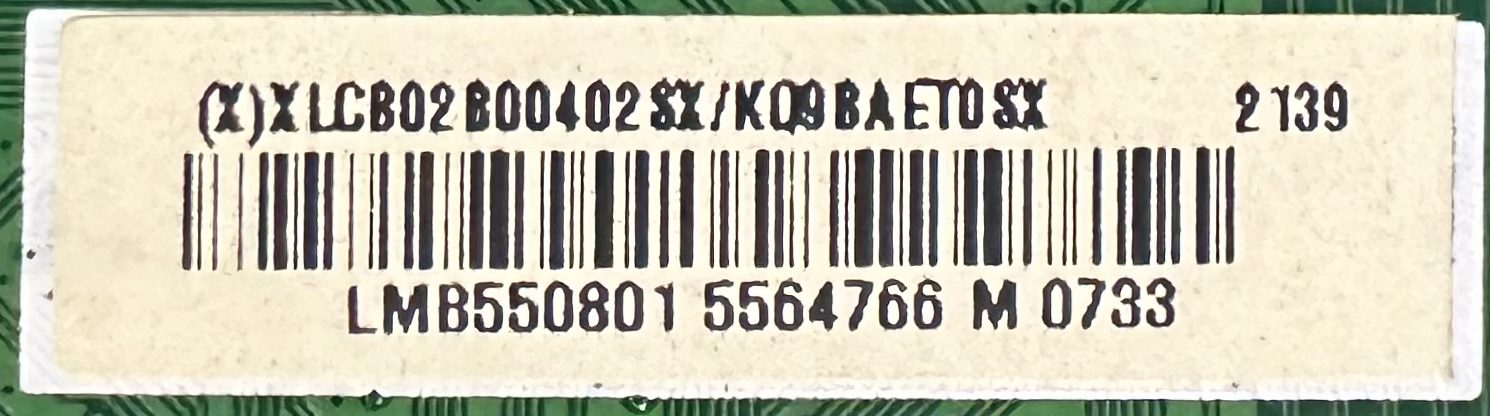 (X)XLCB02B00402SX/KQ9BAET0SX 2139
LMB550801 5564766 M 0733